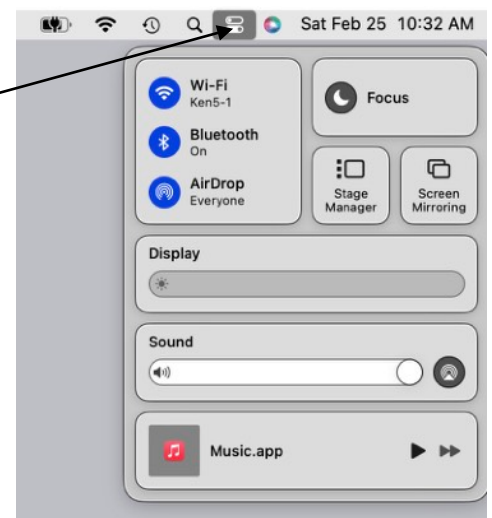 Sat Feb 25 10:32 AM
Wi-Fi
Ken5-1
Bluetooth
On
AirDrop
Everyone
Focus
Stage
Manager
Screen
Mirroring
Display
Sound
Music.app